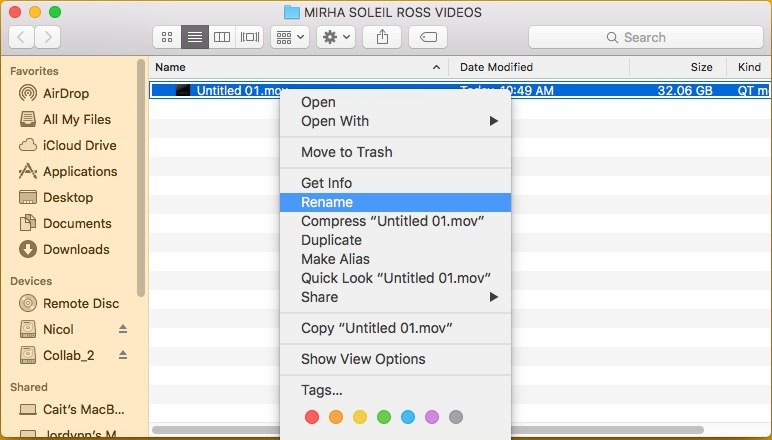 MIRHA SOLEIL ROSS VIDEOS
Search
Favorites
AirDrop
All My Files
iCloud Drive
Applications
Desktop
Documents
Downloads
Devices
Remote Disc
Nicol
Collab_2
Shared
Cait's MacB...
Jordynn's M...
Name Date Modified Size Kind
Untitled 01.mov Today, 10:49 AM 32.06 GB QT m
Open
Open With
Move to Trash
Get Info
Rename
Compress “Untitled 01.mov”
Duplicate
Make Alias
Quick Look “Untitled 01.mov”
Share
Copy “Untitled 01.mov”
Show View Options
Tags...